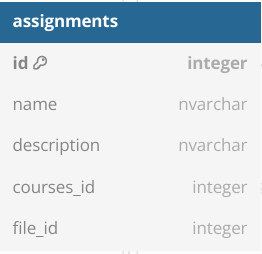 assignments
id integer
name nvarchar
description nvarchar
courses_id integer
file_id integer